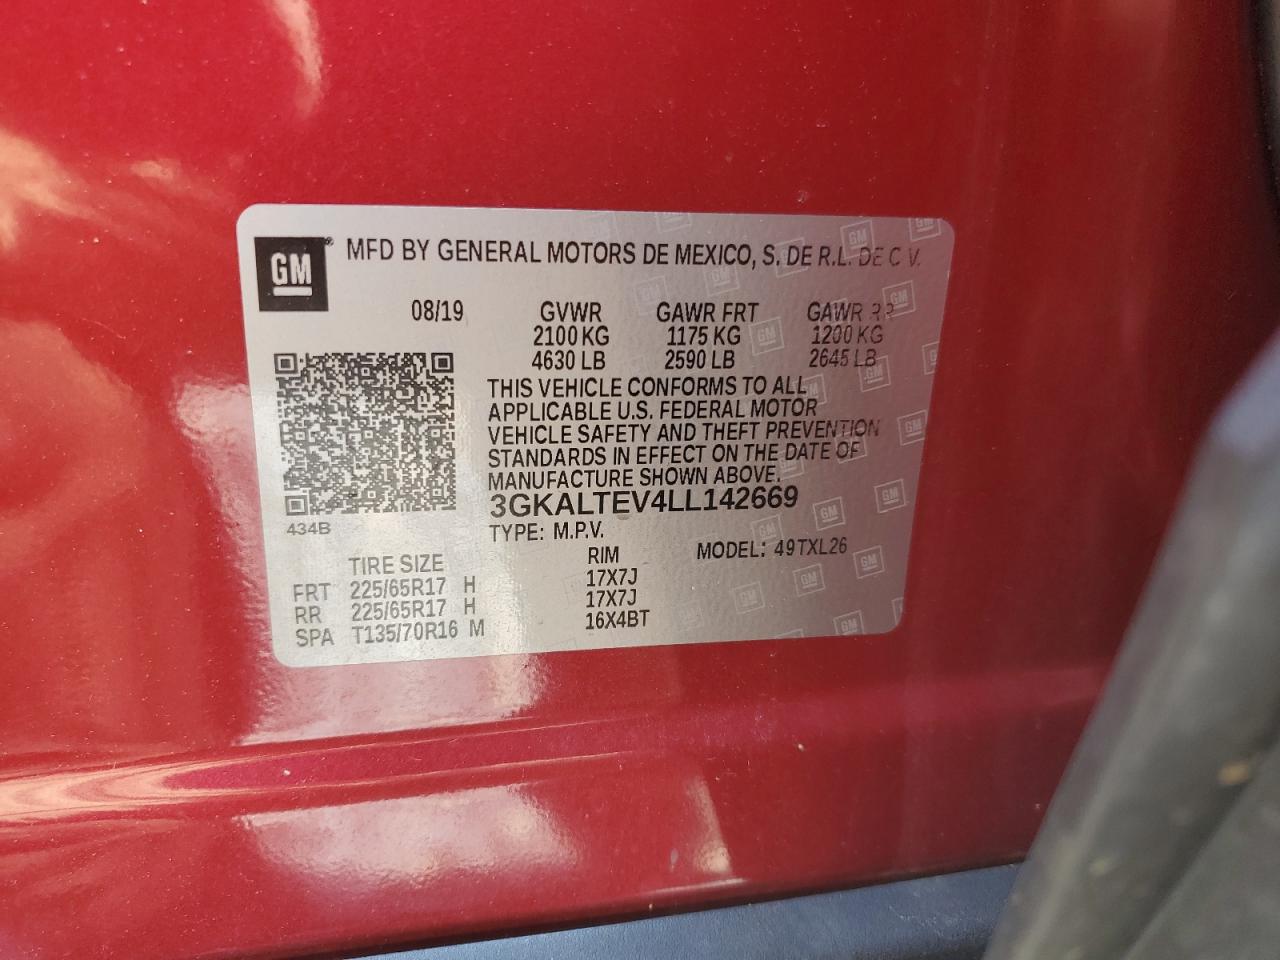 GM® MFD BY GENERAL MOTORS DE MEXICO, S. DE R.L. DE C.V.
08/19 GVWR GAWR FRT GAWR RR
2100 KG 1175 KG 1200 KG
4630 LB 2590 LB 2645 LB
THIS VEHICLE CONFORMS TO ALL
APPLICABLE U.S. FEDERAL MOTOR
VEHICLE SAFETY AND THEFT PREVENTION
STANDARDS IN EFFECT ON THE DATE OF
MANUFACTURE SHOWN ABOVE.
3GKALTEV4LL142669
434B
TYPE: M.P.V. MODEL: 49TXL26
TIRE SIZE RIM
FRT 225/65R17 H 17X7J
RR 225/65R17 H 17X7J
SPA T135/70R16 M 16X4BT